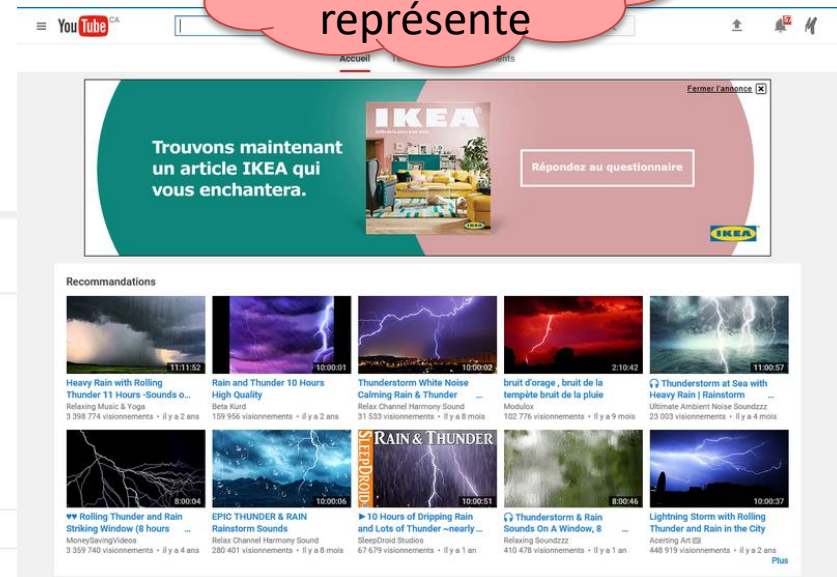 représente
YouTube CA
57
Accueil
Fermer l'annonce X
IKEA
Trouvons maintenant
un article IKEA qui
vous enchantera.
Répondez au questionnaire
IKEA
Recommandations
11:11:52
10:00:01
10:00:02
2:10:42
11:00:57
Heavy Rain with Rolling
Thunder 11 Hours -Sounds o...
Relaxing Music & Yoga
3 398 774 visionnements • il y a 2 ans
Rain and Thunder 10 Hours
High Quality
Beta Kurd
159 956 visionnements • il y a 2 ans
Thunderstorm White Noise
Calming Rain & Thunder ...
Relax Channel Harmony Sound
31 533 visionnements • il y a 8 mois
bruit d'orage , bruit de la
tempète bruit de la pluie
Modulox
102 776 visionnements • il y a 9 mois
🎧 Thunderstorm at Sea with
Heavy Rain | Rainstorm ...
Ultimate Ambient Noise Soundzzz
23 003 visionnements • il y a 4 mois
8:00:04
10:00:06
SLEEPDROID
RAIN & THUNDER
10:00:51
8:00:46
10:00:37
♥♥ Rolling Thunder and Rain
Striking Window (8 hours ...
MoneySavingVideos
3 359 740 visionnements • il y a 4 ans
EPIC THUNDER & RAIN
Rainstorm Sounds
Relax Channel Harmony Sound
280 401 visionnements • il y a 8 mois
►10 Hours of Dripping Rain
and Lots of Thunder ~nearly...
SleepDroid Studios
67 679 visionnements • il y a 1 an
🎧 Thunderstorm & Rain
Sounds On A Window, 8 ...
Relaxing Soundzzz
410 478 visionnements • il y a 1 an
Lightning Storm with Rolling
Thunder and Rain in the City
Acerting Art
448 919 visionnements • il y a 2 ans
Plus